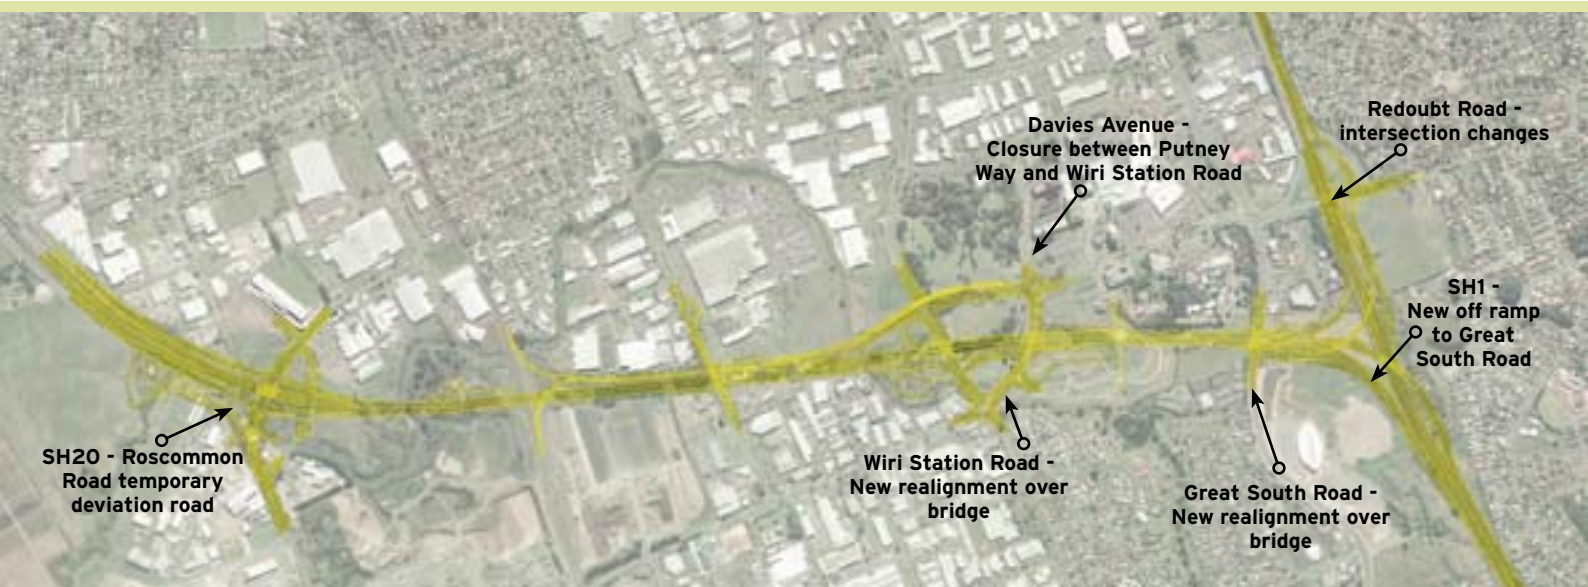 Redoubt Road -
intersection changes
Davies Avenue -
Closure between Putney
Way and Wiri Station Road
SH1 -
New off ramp
to Great
South Road
SH20 - Roscommon
Road temporary
deviation road
Wiri Station Road -
New realignment over
bridge
Great South Road -
New realignment over
bridge